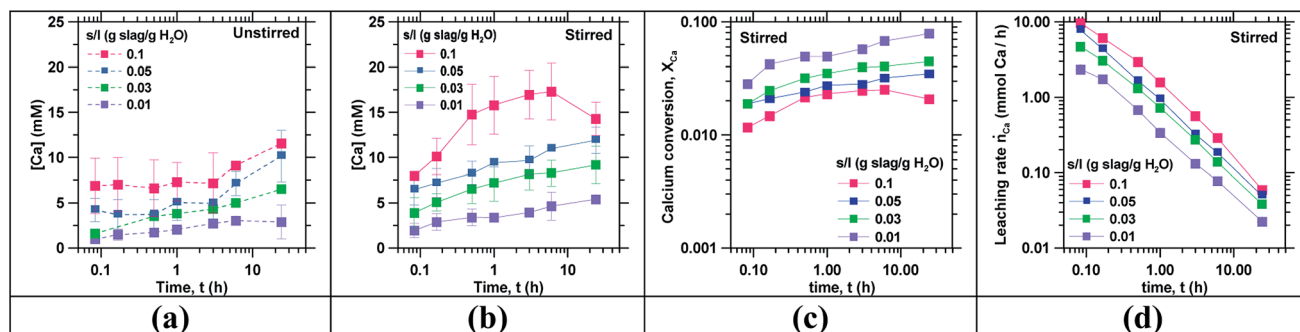 s/l (g slag/g H₂O)
Unstirred
0.1
0.05
0.03
0.01
[Ca] (mM)
25
20
15
10
5
0
0.1
1
10
Time, t (h)
(a)
s/l (g slag/g H₂O)
Stirred
0.1
0.05
0.03
0.01
[Ca] (mM)
25
20
15
10
5
0
0.1
1
10
Time, t (h)
(b)
Stirred
Calcium conversion, X_Ca
0.100
0.010
0.001
s/l (g slag/g H₂O)
0.1
0.05
0.03
0.01
0.10
1.00
10.00
time, t (h)
(c)
Stirred
Leaching rate ṅ_Ca (mmol Ca / h)
10.00
1.00
0.10
0.01
s/l (g slag/g H₂O)
0.1
0.05
0.03
0.01
0.10
1.00
10.00
time, t (h)
(d)